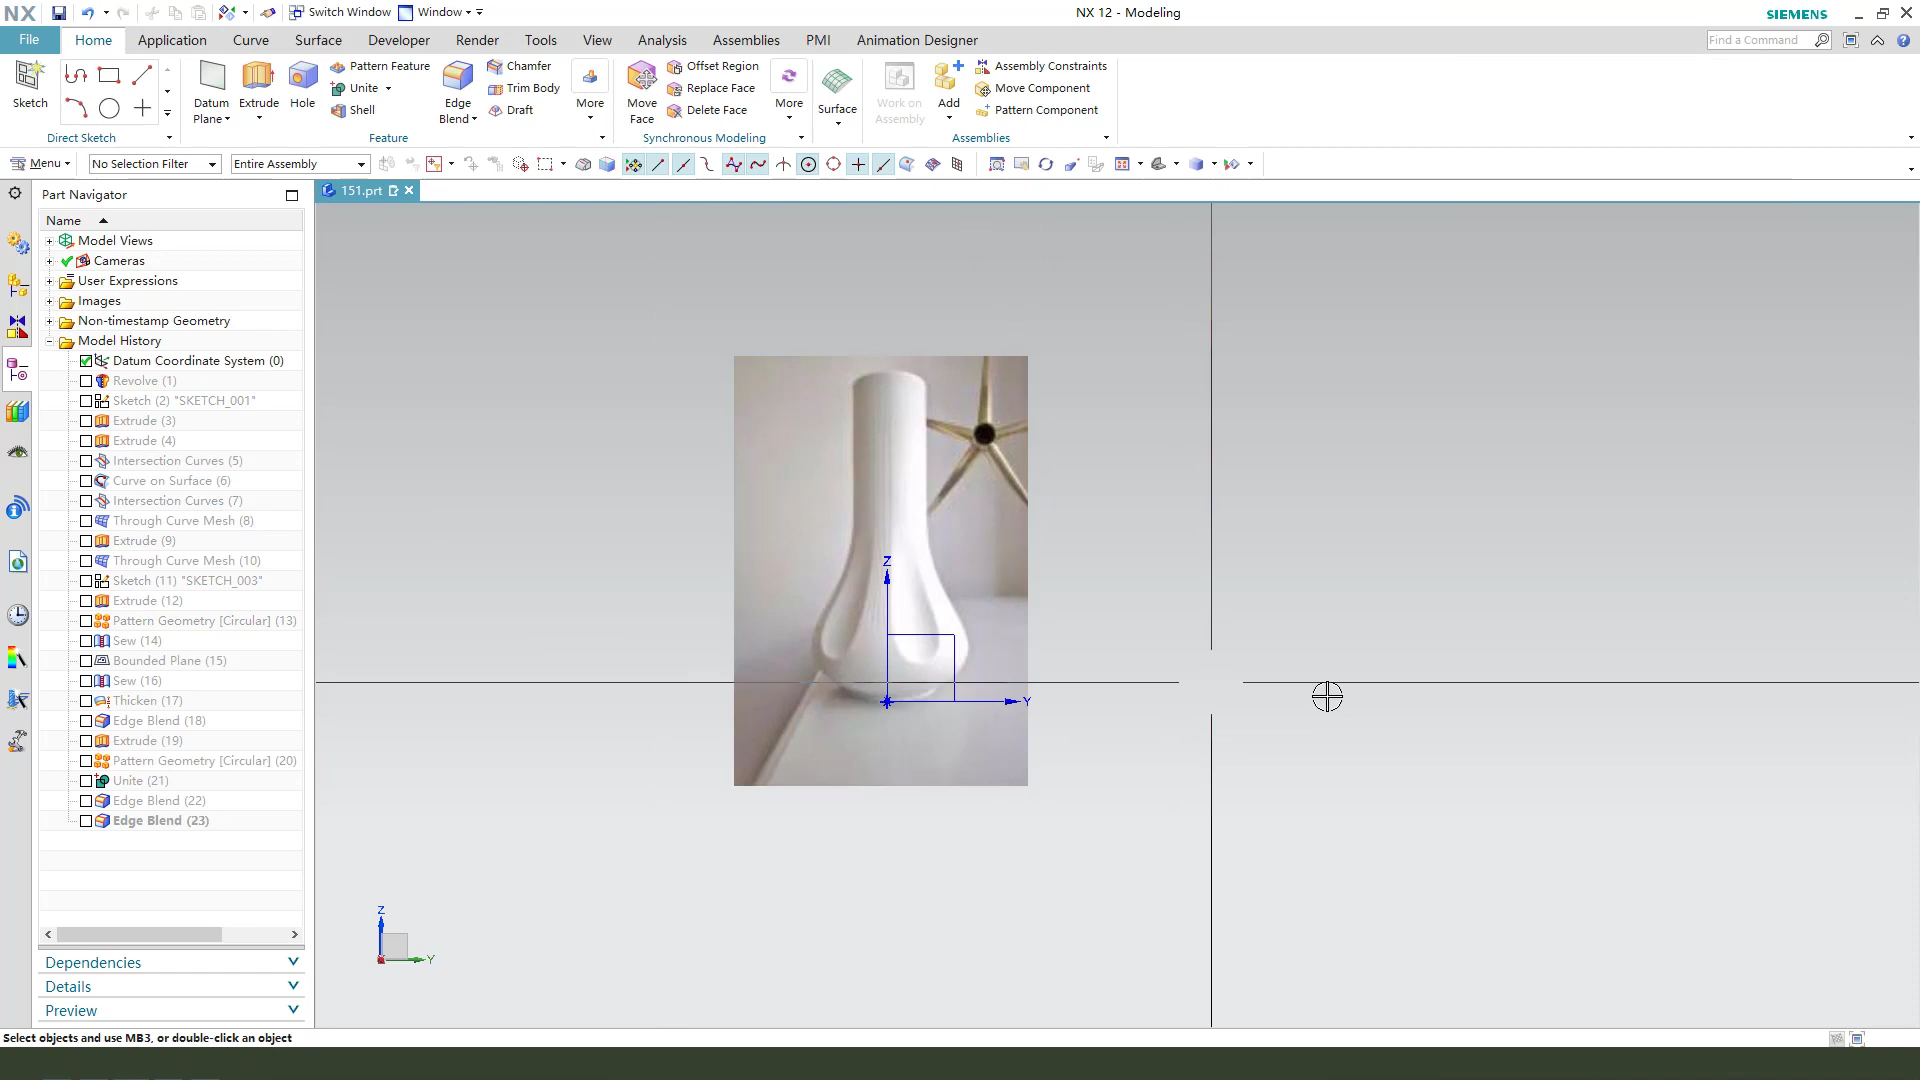 NX
Switch Window
Window
NX 12 - Modeling
SIEMENS
File
Home
Application
Curve
Surface
Developer
Render
Tools
View
Analysis
Assemblies
PMI
Animation Designer
Find a Command
Sketch
Direct Sketch
Datum
Plane
Extrude
Hole
Pattern Feature
Unite
Shell
Edge
Blend
Chamfer
Trim Body
Draft
More
Feature
Move
Face
Offset Region
Replace Face
Delete Face
More
Synchronous Modeling
Surface
Work on
Assembly
Add
Assembly Constraints
Move Component
Pattern Component
Assemblies
Menu
No Selection Filter
Entire Assembly
Part Navigator
151.prt
Name
Model Views
Cameras
User Expressions
Images
Non-timestamp Geometry
Model History
Datum Coordinate System (0)
Revolve (1)
Sketch (2) "SKETCH_001"
Extrude (3)
Extrude (4)
Intersection Curves (5)
Curve on Surface (6)
Intersection Curves (7)
Through Curve Mesh (8)
Extrude (9)
Through Curve Mesh (10)
Sketch (11) "SKETCH_003"
Extrude (12)
Pattern Geometry [Circular] (13)
Sew (14)
Bounded Plane (15)
Sew (16)
Thicken (17)
Edge Blend (18)
Extrude (19)
Pattern Geometry [Circular] (20)
Unite (21)
Edge Blend (22)
Edge Blend (23)
Z
Y
Z
Y
Dependencies
Details
Preview
Select objects and use MB3, or double-click an object